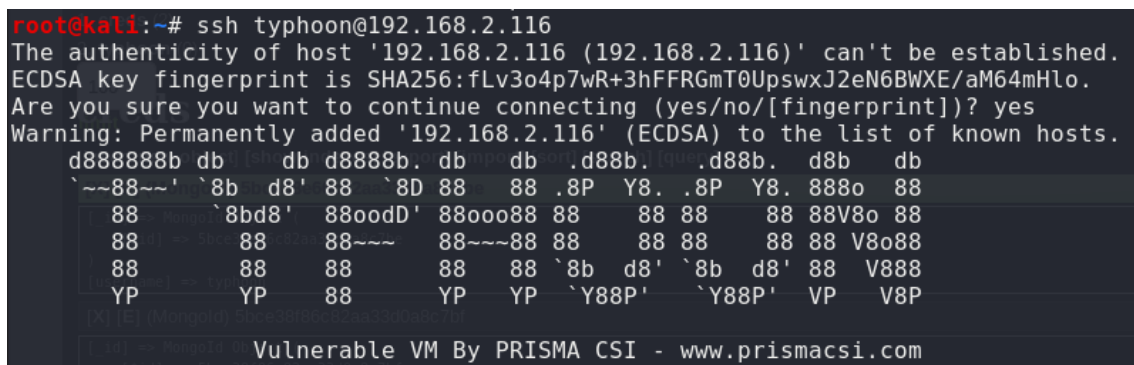 root@kali:~# ssh typhoon@192.168.2.116
The authenticity of host '192.168.2.116 (192.168.2.116)' can't be established.
ECDSA key fingerprint is SHA256:fLv3o4p7wR+3hFFRGmT0UpswxJ2eN6BWXE/aM64mHlo.
Are you sure you want to continue connecting (yes/no/[fingerprint])? yes
Warning: Permanently added '192.168.2.116' (ECDSA) to the list of known hosts.
    d888888b db    db d8888b. db   db  .d88b.   .d88b.  d8b   db
    `~~88~~' `8b  d8' 88  `8D 88   88 .8P  Y8. .8P  Y8. 888o  88
       88     `8bd8'  88oodD' 88ooo88 88    88 88    88 88V8o 88
       88       88    88~~~   88~~~88 88    88 88    88 88 V8o88
       88       88    88      88   88 `8b  d8' `8b  d8' 88  V888
       YP       YP    88      YP   YP  `Y88P'   `Y88P'  VP   V8P
                Vulnerable VM By PRISMA CSI - www.prismacsi.com